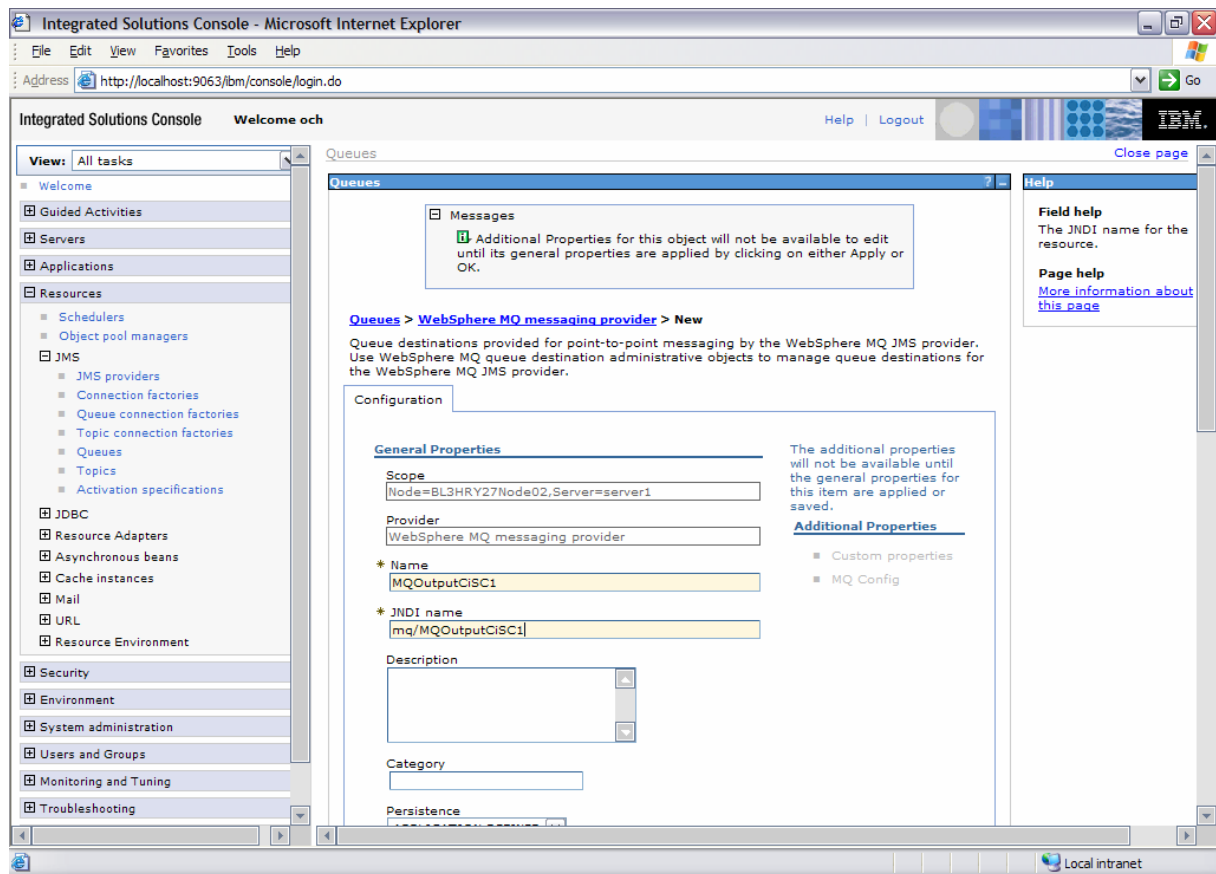 Integrated Solutions Console - Microsoft Internet Explorer
File Edit View Favorites Tools Help
Address http://localhost:9063/ibm/console/login.do Go
Integrated Solutions Console Welcome och Help | Logout IBM.
View: All tasks
Welcome
Guided Activities
Servers
Applications
Resources
Schedulers
Object pool managers
JMS
JMS providers
Connection factories
Queue connection factories
Topic connection factories
Queues
Topics
Activation specifications
JDBC
Resource Adapters
Asynchronous beans
Cache instances
Mail
URL
Resource Environment
Security
Environment
System administration
Users and Groups
Monitoring and Tuning
Troubleshooting
Queues Close page
Queues ?
Messages
Additional Properties for this object will not be available to edit
until its general properties are applied by clicking on either Apply or
OK.
Queues > WebSphere MQ messaging provider > New
Queue destinations provided for point-to-point messaging by the WebSphere MQ JMS provider.
Use WebSphere MQ queue destination administrative objects to manage queue destinations for
the WebSphere MQ JMS provider.
Configuration
General Properties
Scope
Node=BL3HRY27Node02,Server=server1
Provider
WebSphere MQ messaging provider
* Name
MQOutputCiSC1
* JNDI name
mq/MQOutputCiSC1
Description
Category
Persistence
The additional properties
will not be available until
the general properties for
this item are applied or
saved.
Additional Properties
Custom properties
MQ Config
Help
Field help
The JNDI name for the
resource.
Page help
More information about
this page
Local intranet